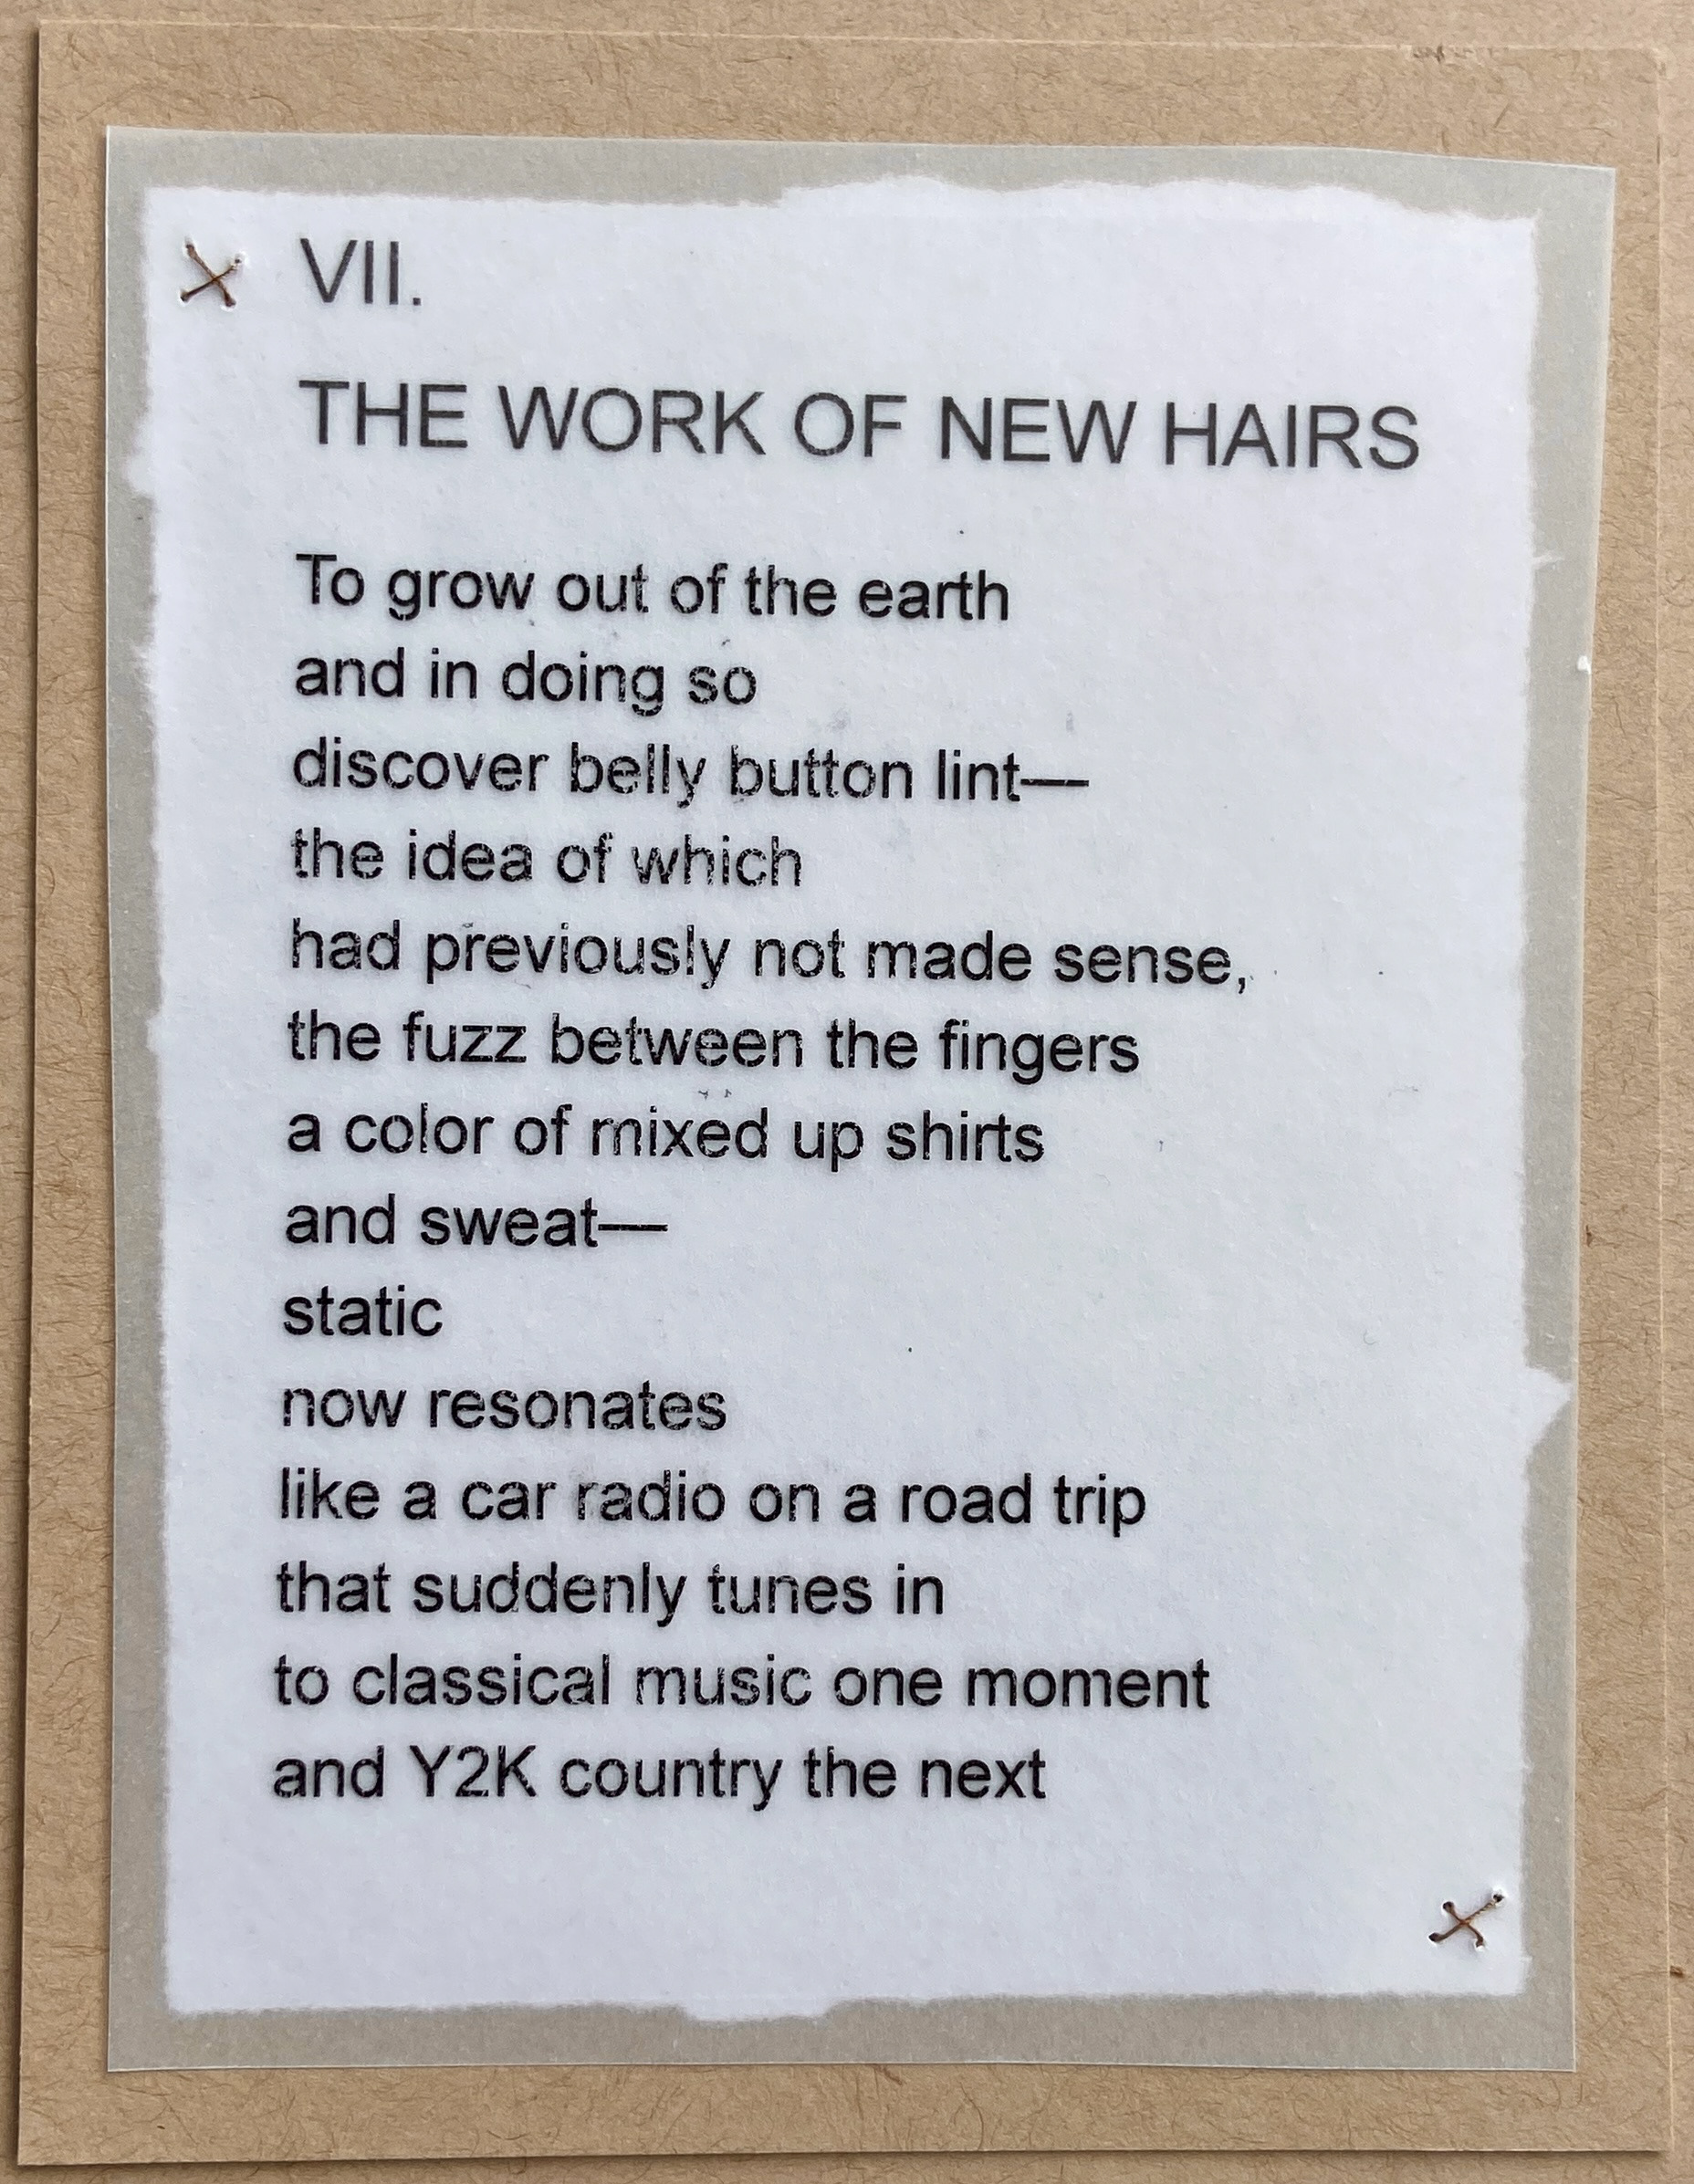 VII.
THE WORK OF NEW HAIRS
To grow out of the earth
and in doing so
discover belly button lint—
the idea of which
had previously not made sense,
the fuzz between the fingers
a color of mixed up shirts
and sweat—
static
now resonates
like a car radio on a road trip
that suddenly tunes in
to classical music one moment
and Y2K country the next